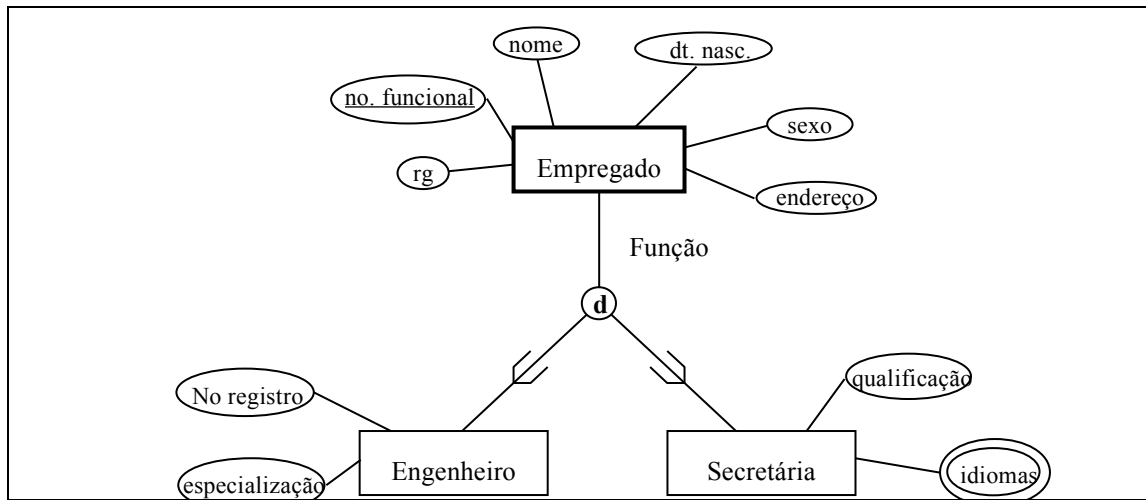 nome
dt. nasc.
no. funcional
sexo
Empregado
rg
endereço
Função
d
qualificação
No registro
Engenheiro
Secretária
idiomas
especialização